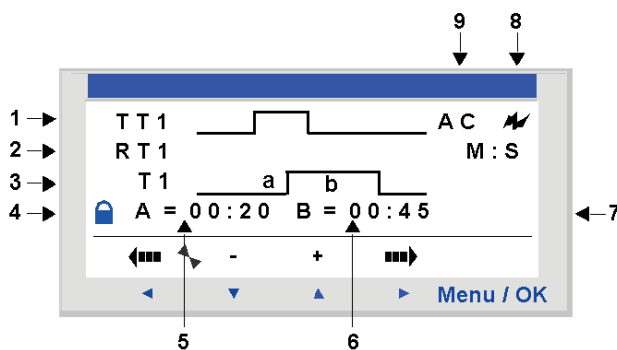 9 8
1 TT1 AC
2 RT1 M:S
3 T1 a b
4 A = 00:20 B = 00:45 7
- +
Menu / OK
5 6